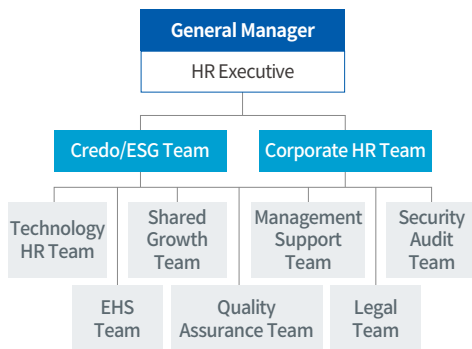 General Manager
HR Executive
Credo/ESG Team
Corporate HR Team
Technology
HR Team
Shared
Growth
Team
Management
Support
Team
Security
Audit
Team
EHS
Team
Quality
Assurance Team
Legal
Team